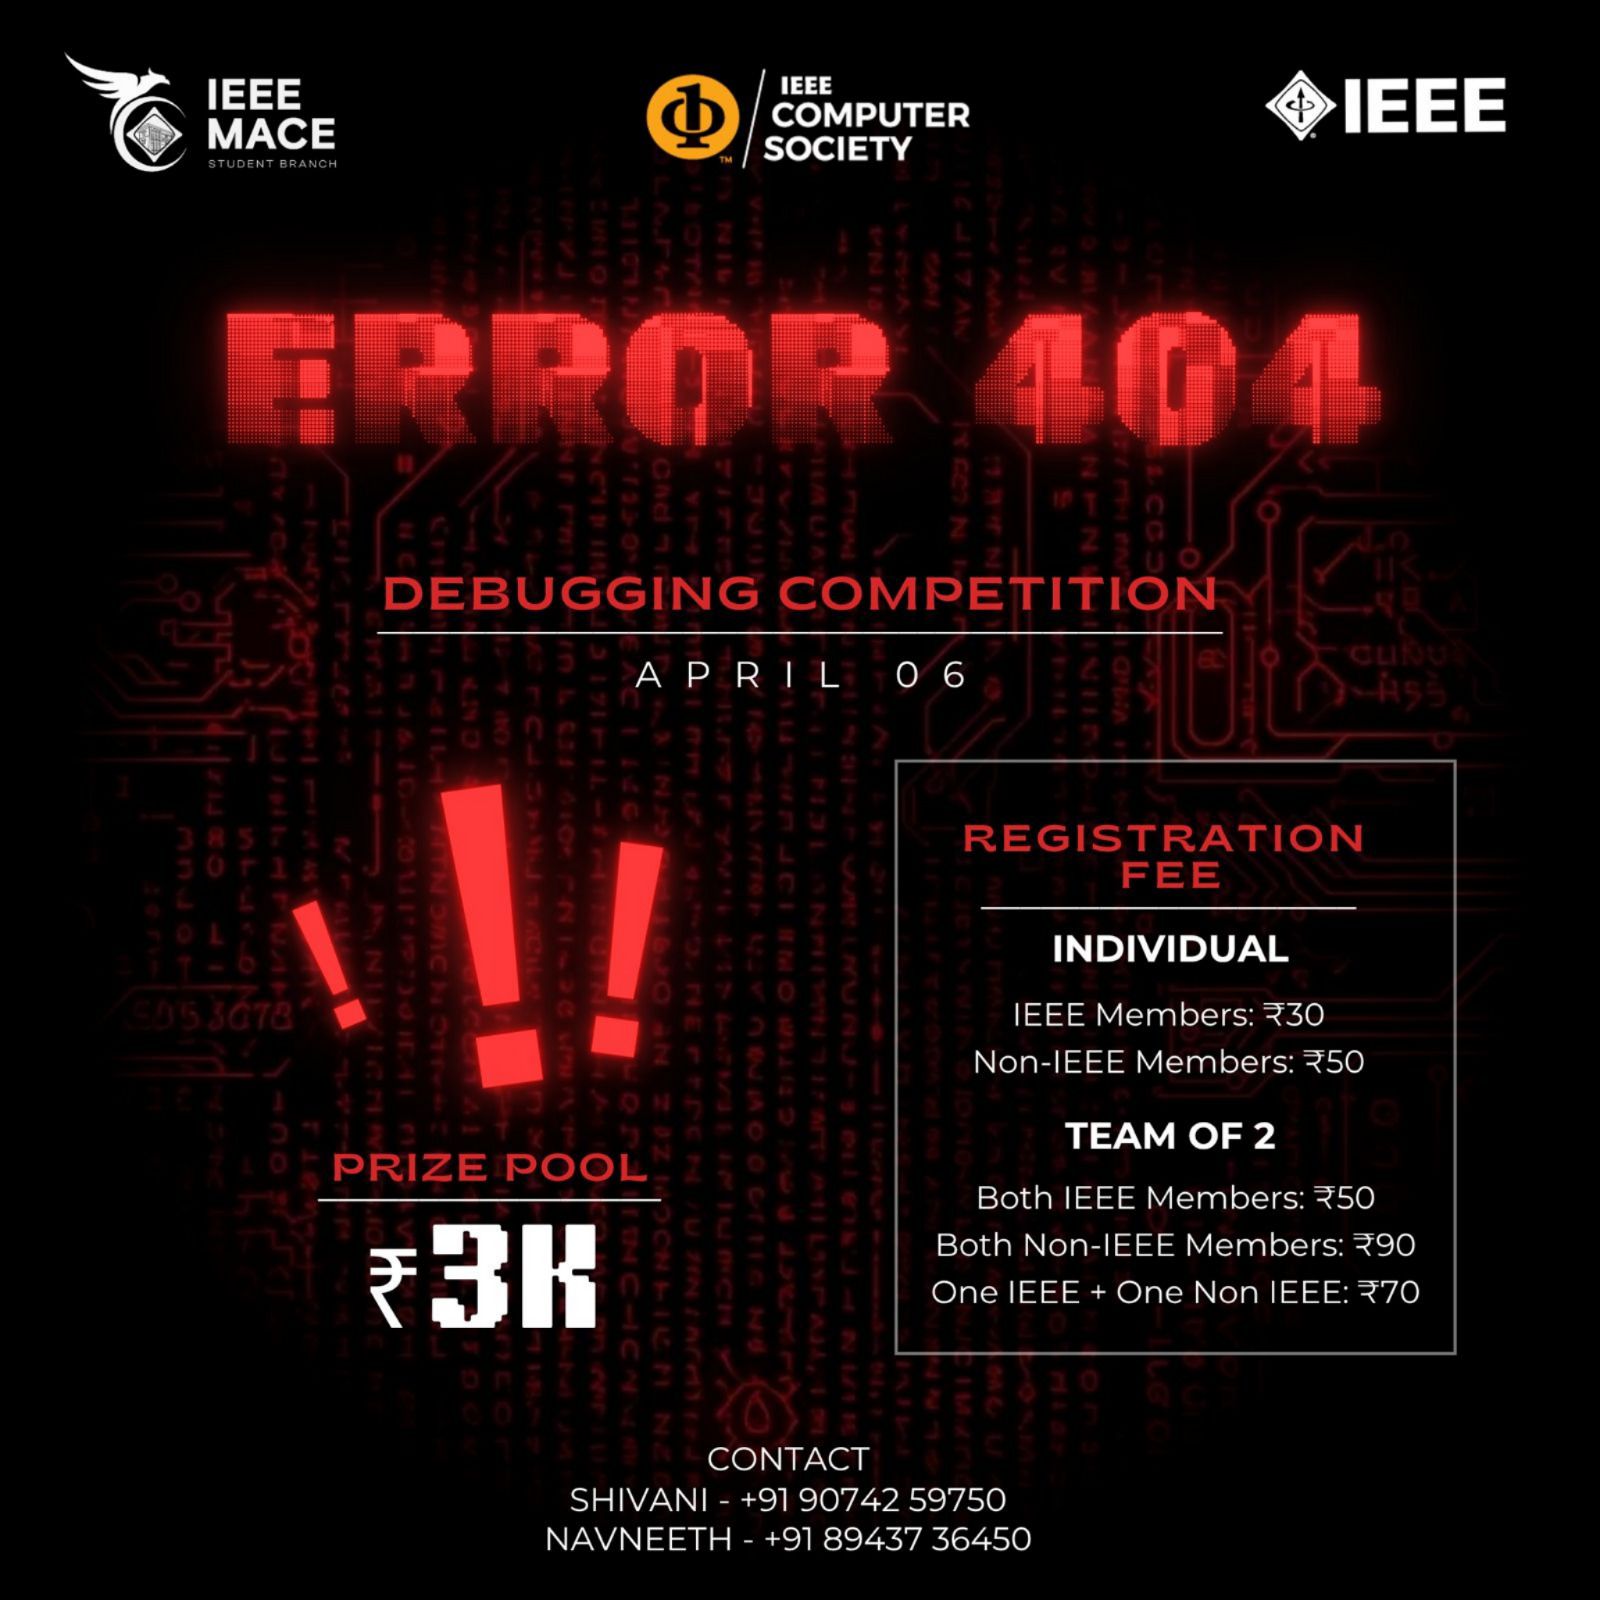 IEEE
MACE
STUDENT BRANCH
IEEE
COMPUTER
SOCIETY
TM
IEEE
ERROR 404
DEBUGGING COMPETITION
APRIL 06
REGISTRATION
FEE
INDIVIDUAL
IEEE Members: ₹30
Non-IEEE Members: ₹50
TEAM OF 2
Both IEEE Members: ₹50
Both Non-IEEE Members: ₹90
One IEEE + One Non IEEE: ₹70
PRIZE POOL
₹3K
CONTACT
SHIVANI - +91 90742 59750
NAVNEETH - +91 89437 36450